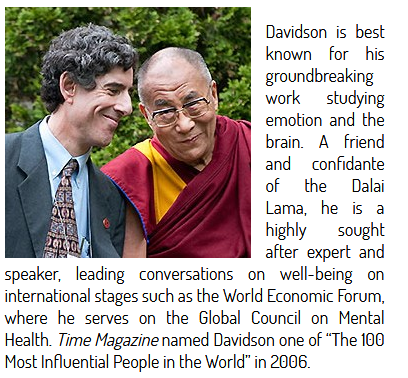 Davidson is best
known for his
groundbreaking
work studying
emotion and the
brain. A friend
and confidante
of the Dalai
Lama, he is a
highly sought
after expert and
speaker, leading conversations on well-being on
international stages such as the World Economic Forum,
where he serves on the Global Council on Mental
Health. Time Magazine named Davidson one of “The 100
Most Influential People in the World” in 2006.